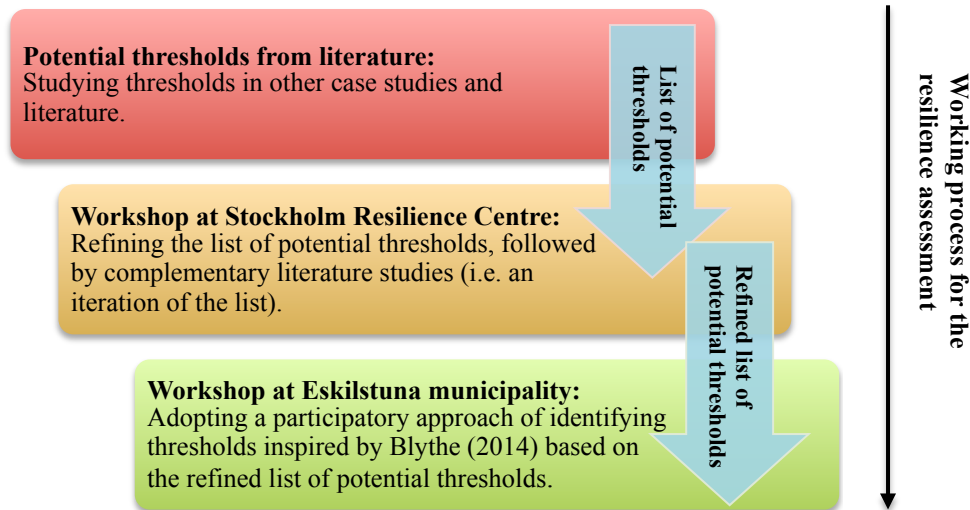 Potential thresholds from literature:
Studying thresholds in other case studies and
literature.
List of potential
thresholds
Workshop at Stockholm Resilience Centre:
Refining the list of potential thresholds, followed
by complementary literature studies (i.e. an
iteration of the list).
Refined list of
potential thresholds
Workshop at Eskilstuna municipality:
Adopting a participatory approach of identifying
thresholds inspired by Blythe (2014) based on
the refined list of potential thresholds.
Working process for the
resilience assessment